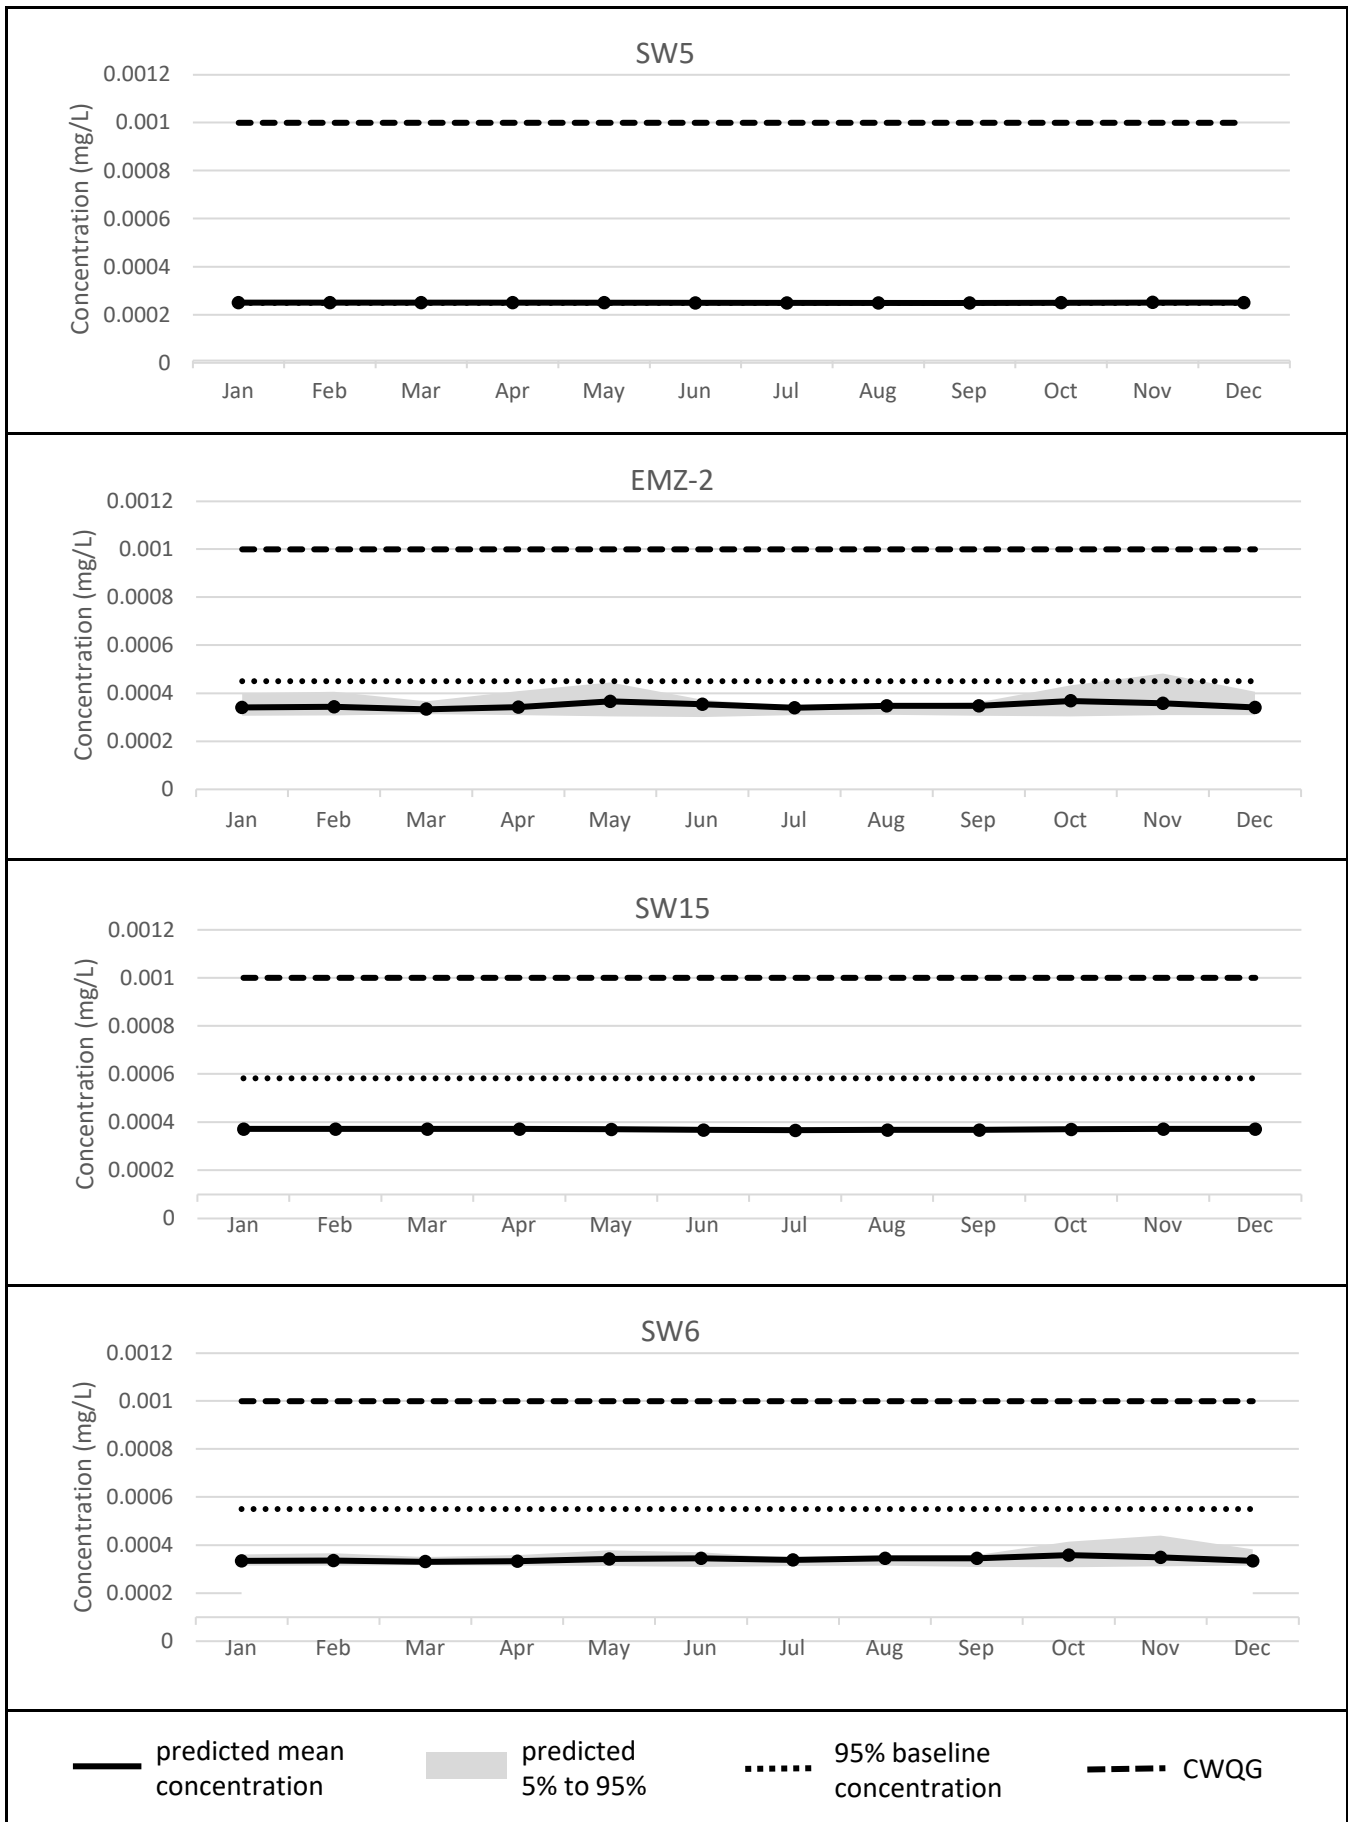 SW5
Concentration (mg/L)
0.0012
0.001
0.0008
0.0006
0.0004
0.0002
0
Jan Feb Mar Apr May Jun Jul Aug Sep Oct Nov Dec
EMZ-2
Concentration (mg/L)
0.0012
0.001
0.0008
0.0006
0.0004
0.0002
0
Jan Feb Mar Apr May Jun Jul Aug Sep Oct Nov Dec
SW15
Concentration (mg/L)
0.0012
0.001
0.0008
0.0006
0.0004
0.0002
0
Jan Feb Mar Apr May Jun Jul Aug Sep Oct Nov Dec
SW6
Concentration (mg/L)
0.0012
0.001
0.0008
0.0006
0.0004
0.0002
0
Jan Feb Mar Apr May Jun Jul Aug Sep Oct Nov Dec
predicted mean
concentration
predicted
5% to 95%
95% baseline
concentration
CWQG